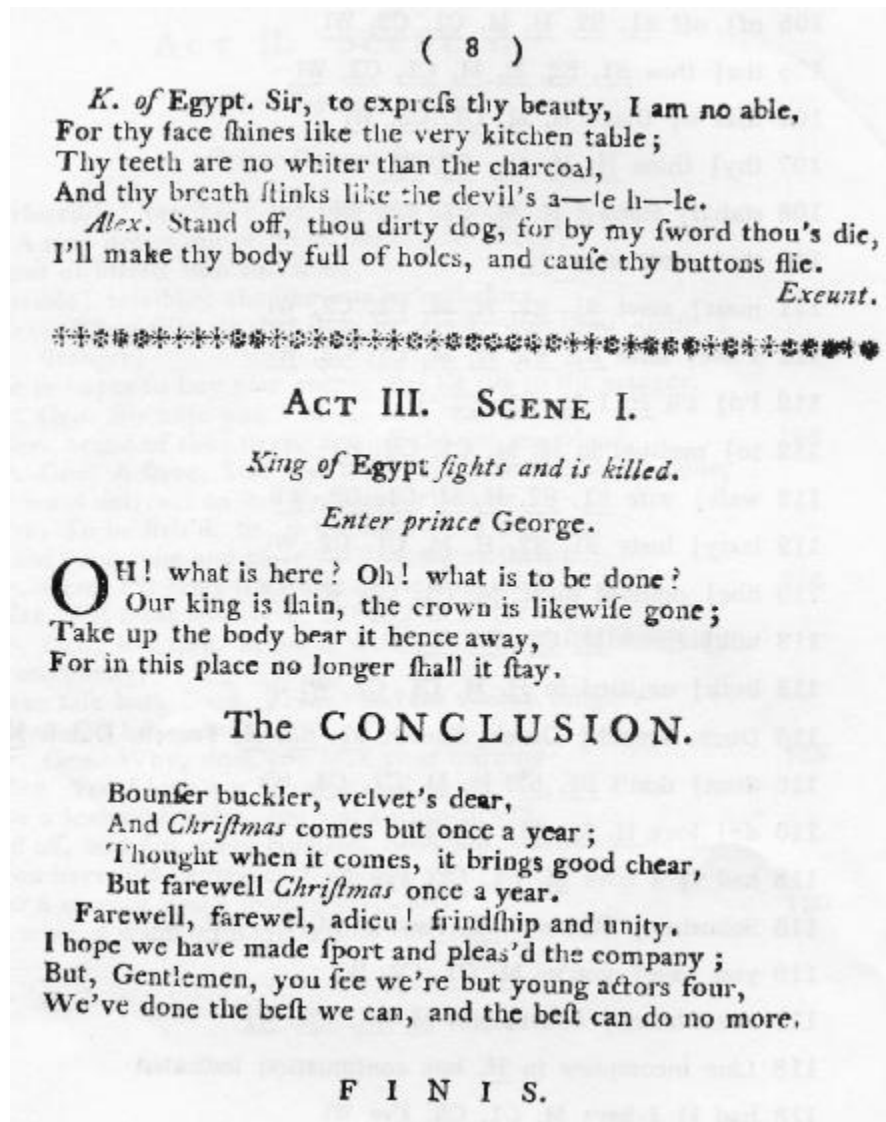 ( 8 )
K. of Egypt. Sir, to expreſs thy beauty, I am no able,
For thy face ſhines like the very kitchen table;
Thy teeth are no whiter than the charcoal,
And thy breath ſtinks like the devil's a—ſe h—le.
Alex. Stand off, thou dirty dog, for by my ſword thou's die,
I'll make thy body full of holes, and cauſe thy buttons flie.
Exeunt.
ACT III. SCENE I.
King of Egypt fights and is killed.
Enter prince George.
OH! what is here? Oh! what is to be done?
Our king is ſlain, the crown is likewiſe gone;
Take up the body bear it hence away,
For in this place no longer ſhall it ſtay.
The CONCLUSION.
Bounſer buckler, velvet's dear,
And Chriſtmas comes but once a year;
Thought when it comes, it brings good chear,
But farewell Chriſtmas once a year.
Farewell, farewel, adieu! frindſhip and unity.
I hope we have made ſport and pleas'd the company;
But, Gentlemen, you ſee we're but young actors four,
We've done the beſt we can, and the beſt can do no more.
FINIS.